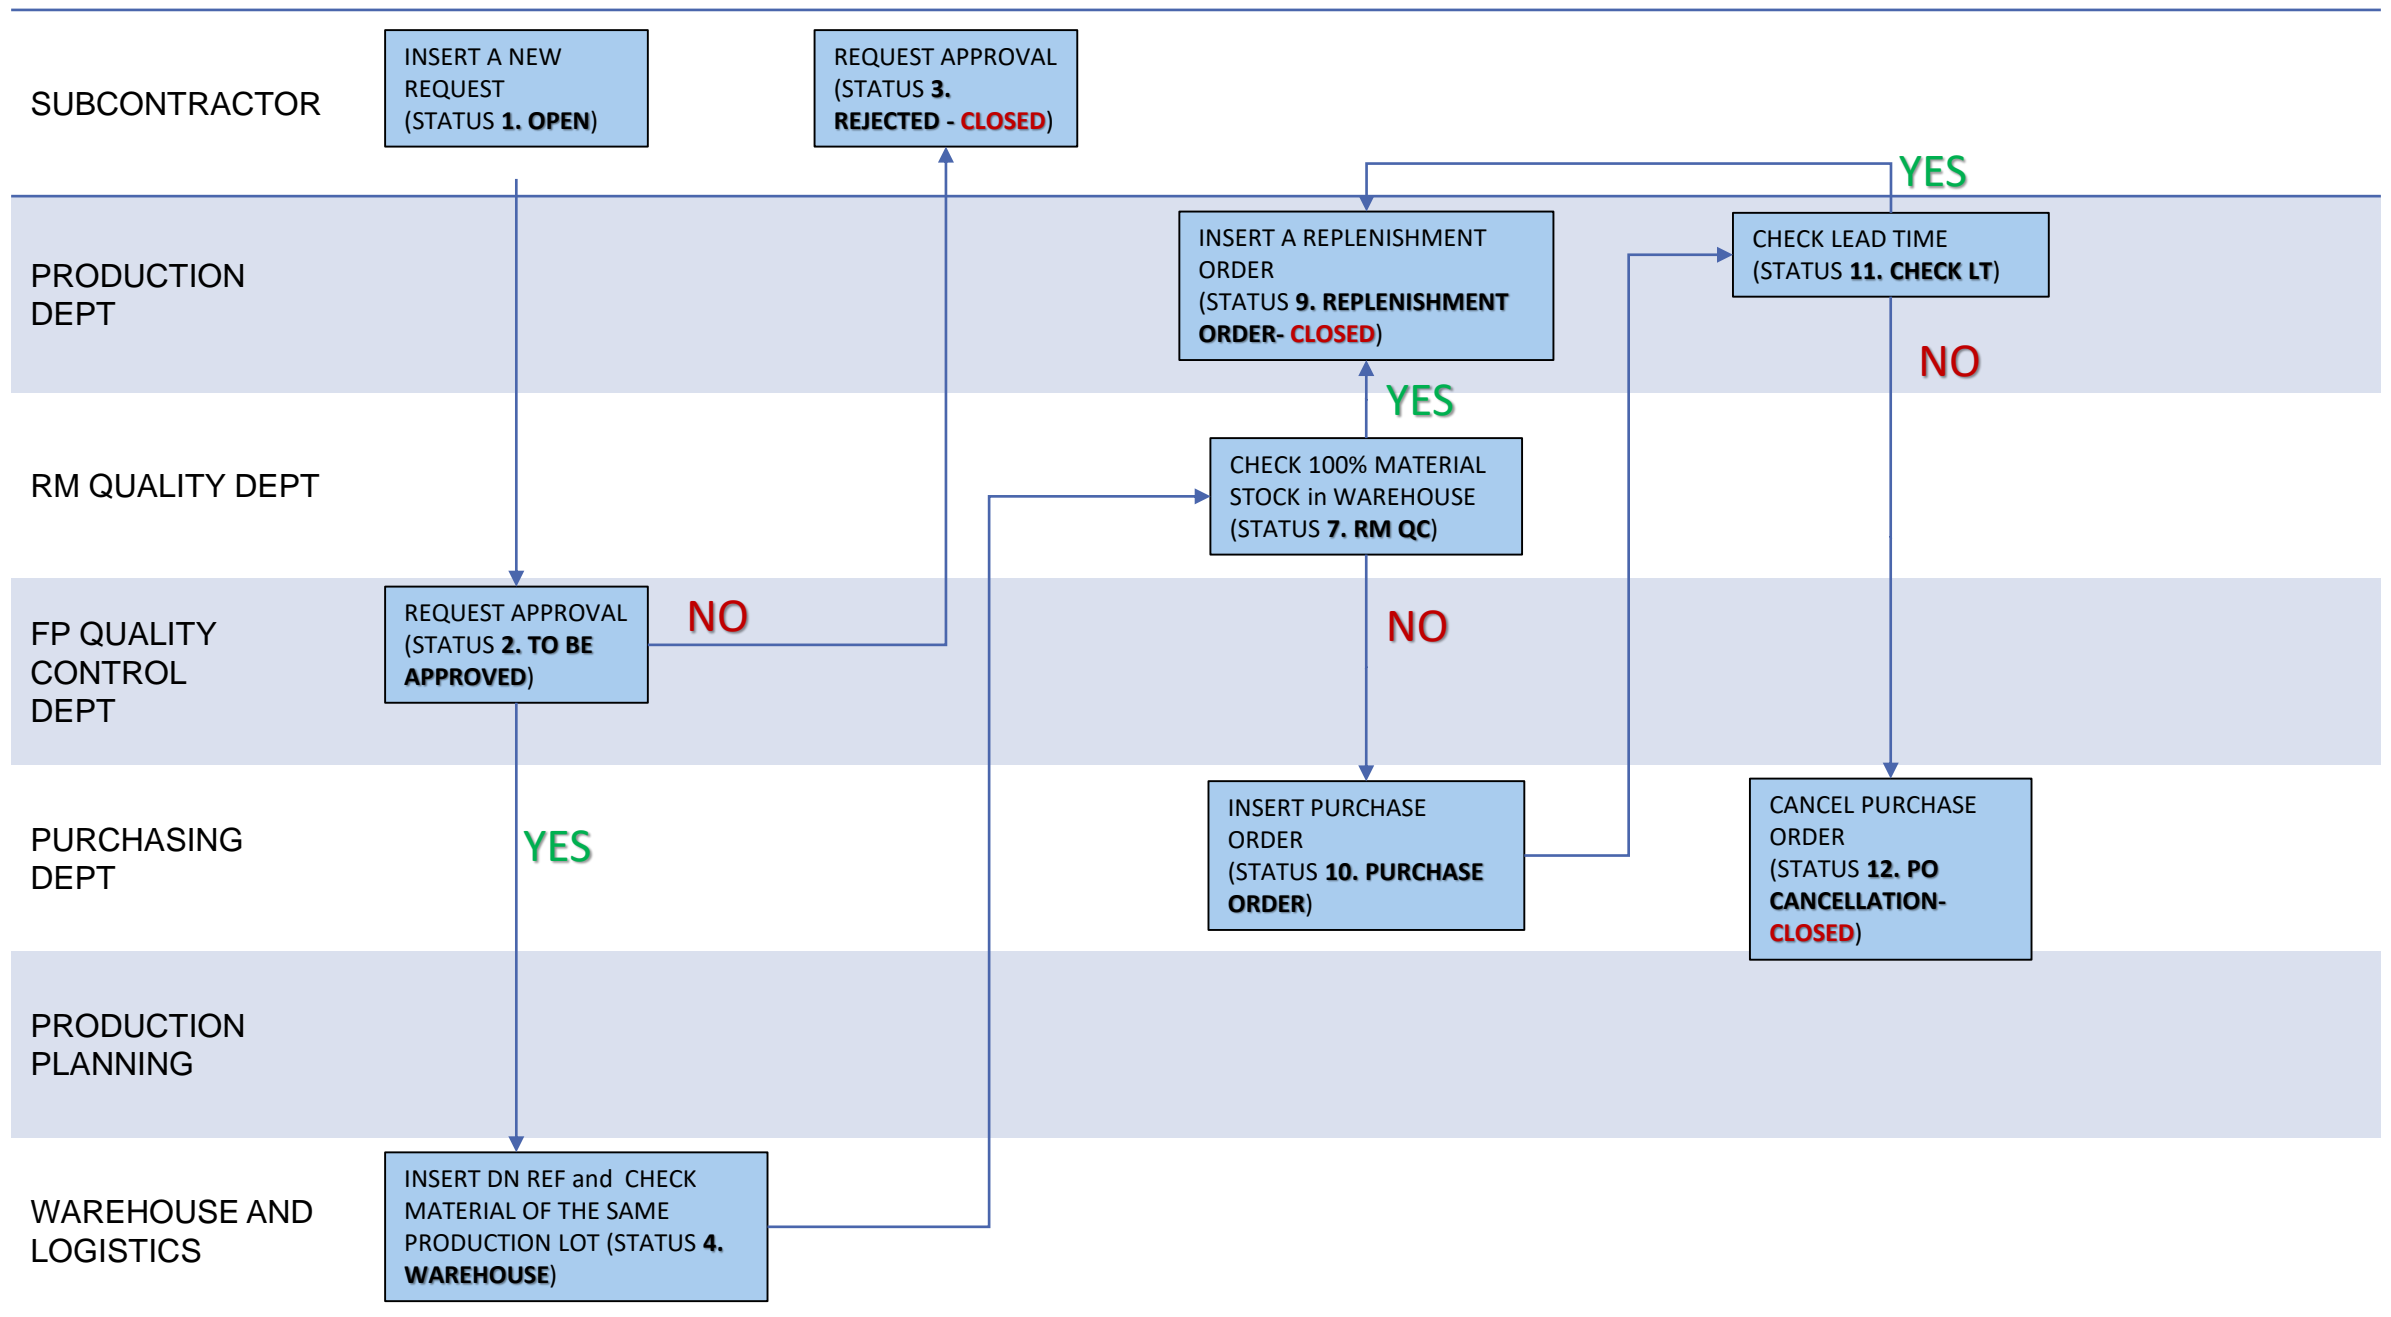 SUBCONTRACTOR
INSERT A NEW
REQUEST
(STATUS 1. OPEN)
REQUEST APPROVAL
(STATUS 3.
REJECTED - CLOSED)
YES
PRODUCTION
DEPT
INSERT A REPLENISHMENT
ORDER
(STATUS 9. REPLENISHMENT
ORDER- CLOSED)
CHECK LEAD TIME
(STATUS 11. CHECK LT)
NO
YES
RM QUALITY DEPT
CHECK 100% MATERIAL
STOCK in WAREHOUSE
(STATUS 7. RM QC)
FP QUALITY
CONTROL
DEPT
REQUEST APPROVAL
(STATUS 2. TO BE
APPROVED)
NO
NO
PURCHASING
DEPT
YES
INSERT PURCHASE
ORDER
(STATUS 10. PURCHASE
ORDER)
CANCEL PURCHASE
ORDER
(STATUS 12. PO
CANCELLATION-
CLOSED)
PRODUCTION
PLANNING
WAREHOUSE AND
LOGISTICS
INSERT DN REF and CHECK
MATERIAL OF THE SAME
PRODUCTION LOT (STATUS 4.
WAREHOUSE)